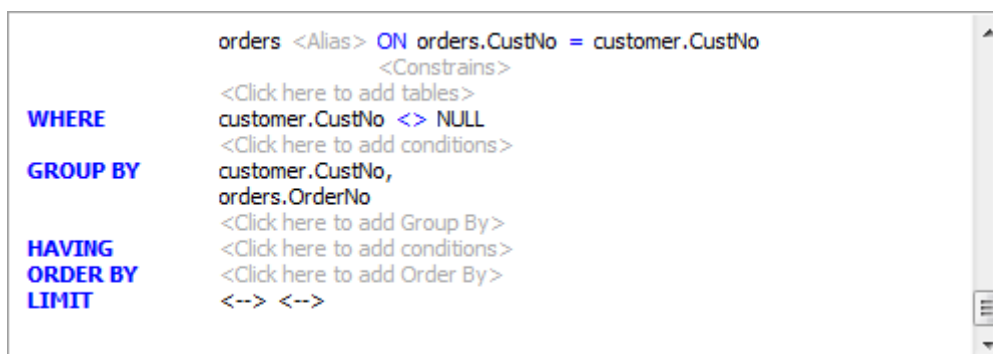 orders <Alias> ON orders.CustNo = customer.CustNo
<Constrains>
<Click here to add tables>
WHERE customer.CustNo <> NULL
<Click here to add conditions>
GROUP BY customer.CustNo,
orders.OrderNo
<Click here to add Group By>
HAVING <Click here to add conditions>
ORDER BY <Click here to add Order By>
LIMIT <--> <-->